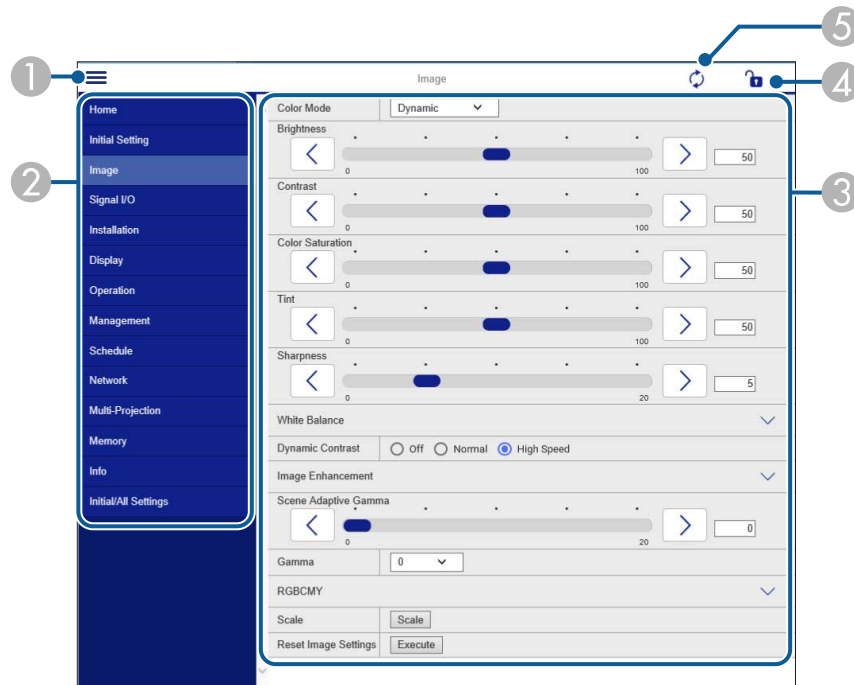 5
1
Image
4
2
Home
Initial Setting
Image
Signal I/O
Installation
Display
Operation
Management
Schedule
Network
Multi-Projection
Memory
Info
Initial/All Settings
3
Color Mode Dynamic
Brightness
0 100 50
Contrast
0 100 50
Color Saturation
0 100 50
Tint
0 100 50
Sharpness
0 20 5
White Balance
Dynamic Contrast Off Normal High Speed
Image Enhancement
Scene Adaptive Gamma
0 20 0
Gamma 0
RGBCMY
Scale Scale
Reset Image Settings Execute